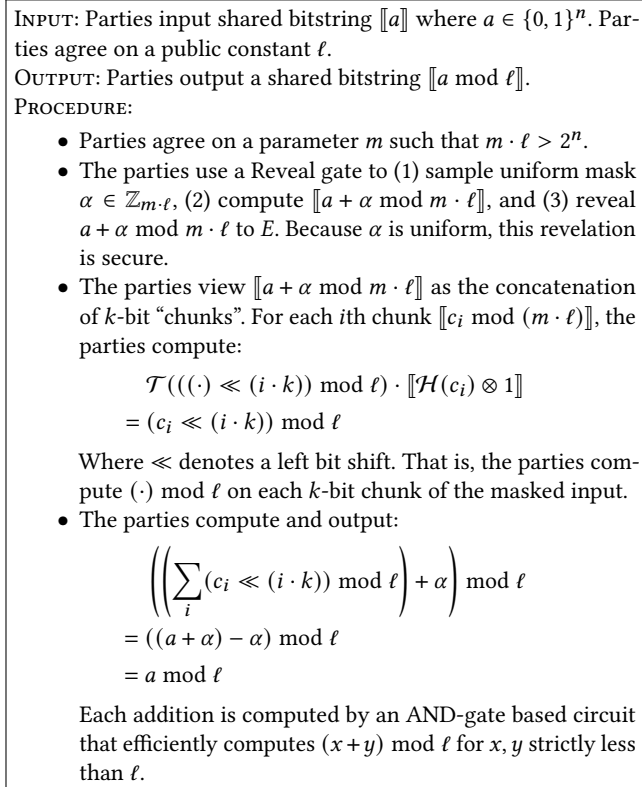 INPUT: Parties input shared bitstring ⟦a⟧ where a ∈ {0, 1}ⁿ. Par-
ties agree on a public constant ℓ.
OUTPUT: Parties output a shared bitstring ⟦a mod ℓ⟧.
PROCEDURE:
• Parties agree on a parameter m such that m · ℓ > 2ⁿ.
• The parties use a Reveal gate to (1) sample uniform mask
α ∈ ℤ_{m·ℓ}, (2) compute ⟦a + α mod m · ℓ⟧, and (3) reveal
a + α mod m · ℓ to E. Because α is uniform, this revelation
is secure.
• The parties view ⟦a + α mod m · ℓ⟧ as the concatenation
of k-bit “chunks”. For each ith chunk ⟦cᵢ mod (m · ℓ)⟧, the
parties compute:
𝒯(((·) ≪ (i · k)) mod ℓ) · ⟦ℋ(cᵢ) ⊗ 1⟧
= (cᵢ ≪ (i · k)) mod ℓ
Where ≪ denotes a left bit shift. That is, the parties com-
pute (·) mod ℓ on each k-bit chunk of the masked input.
• The parties compute and output:
((∑ᵢ (cᵢ ≪ (i · k)) mod ℓ) + α) mod ℓ
= ((a + α) − α) mod ℓ
= a mod ℓ
Each addition is computed by an AND-gate based circuit
that efficiently computes (x + y) mod ℓ for x, y strictly less
than ℓ.